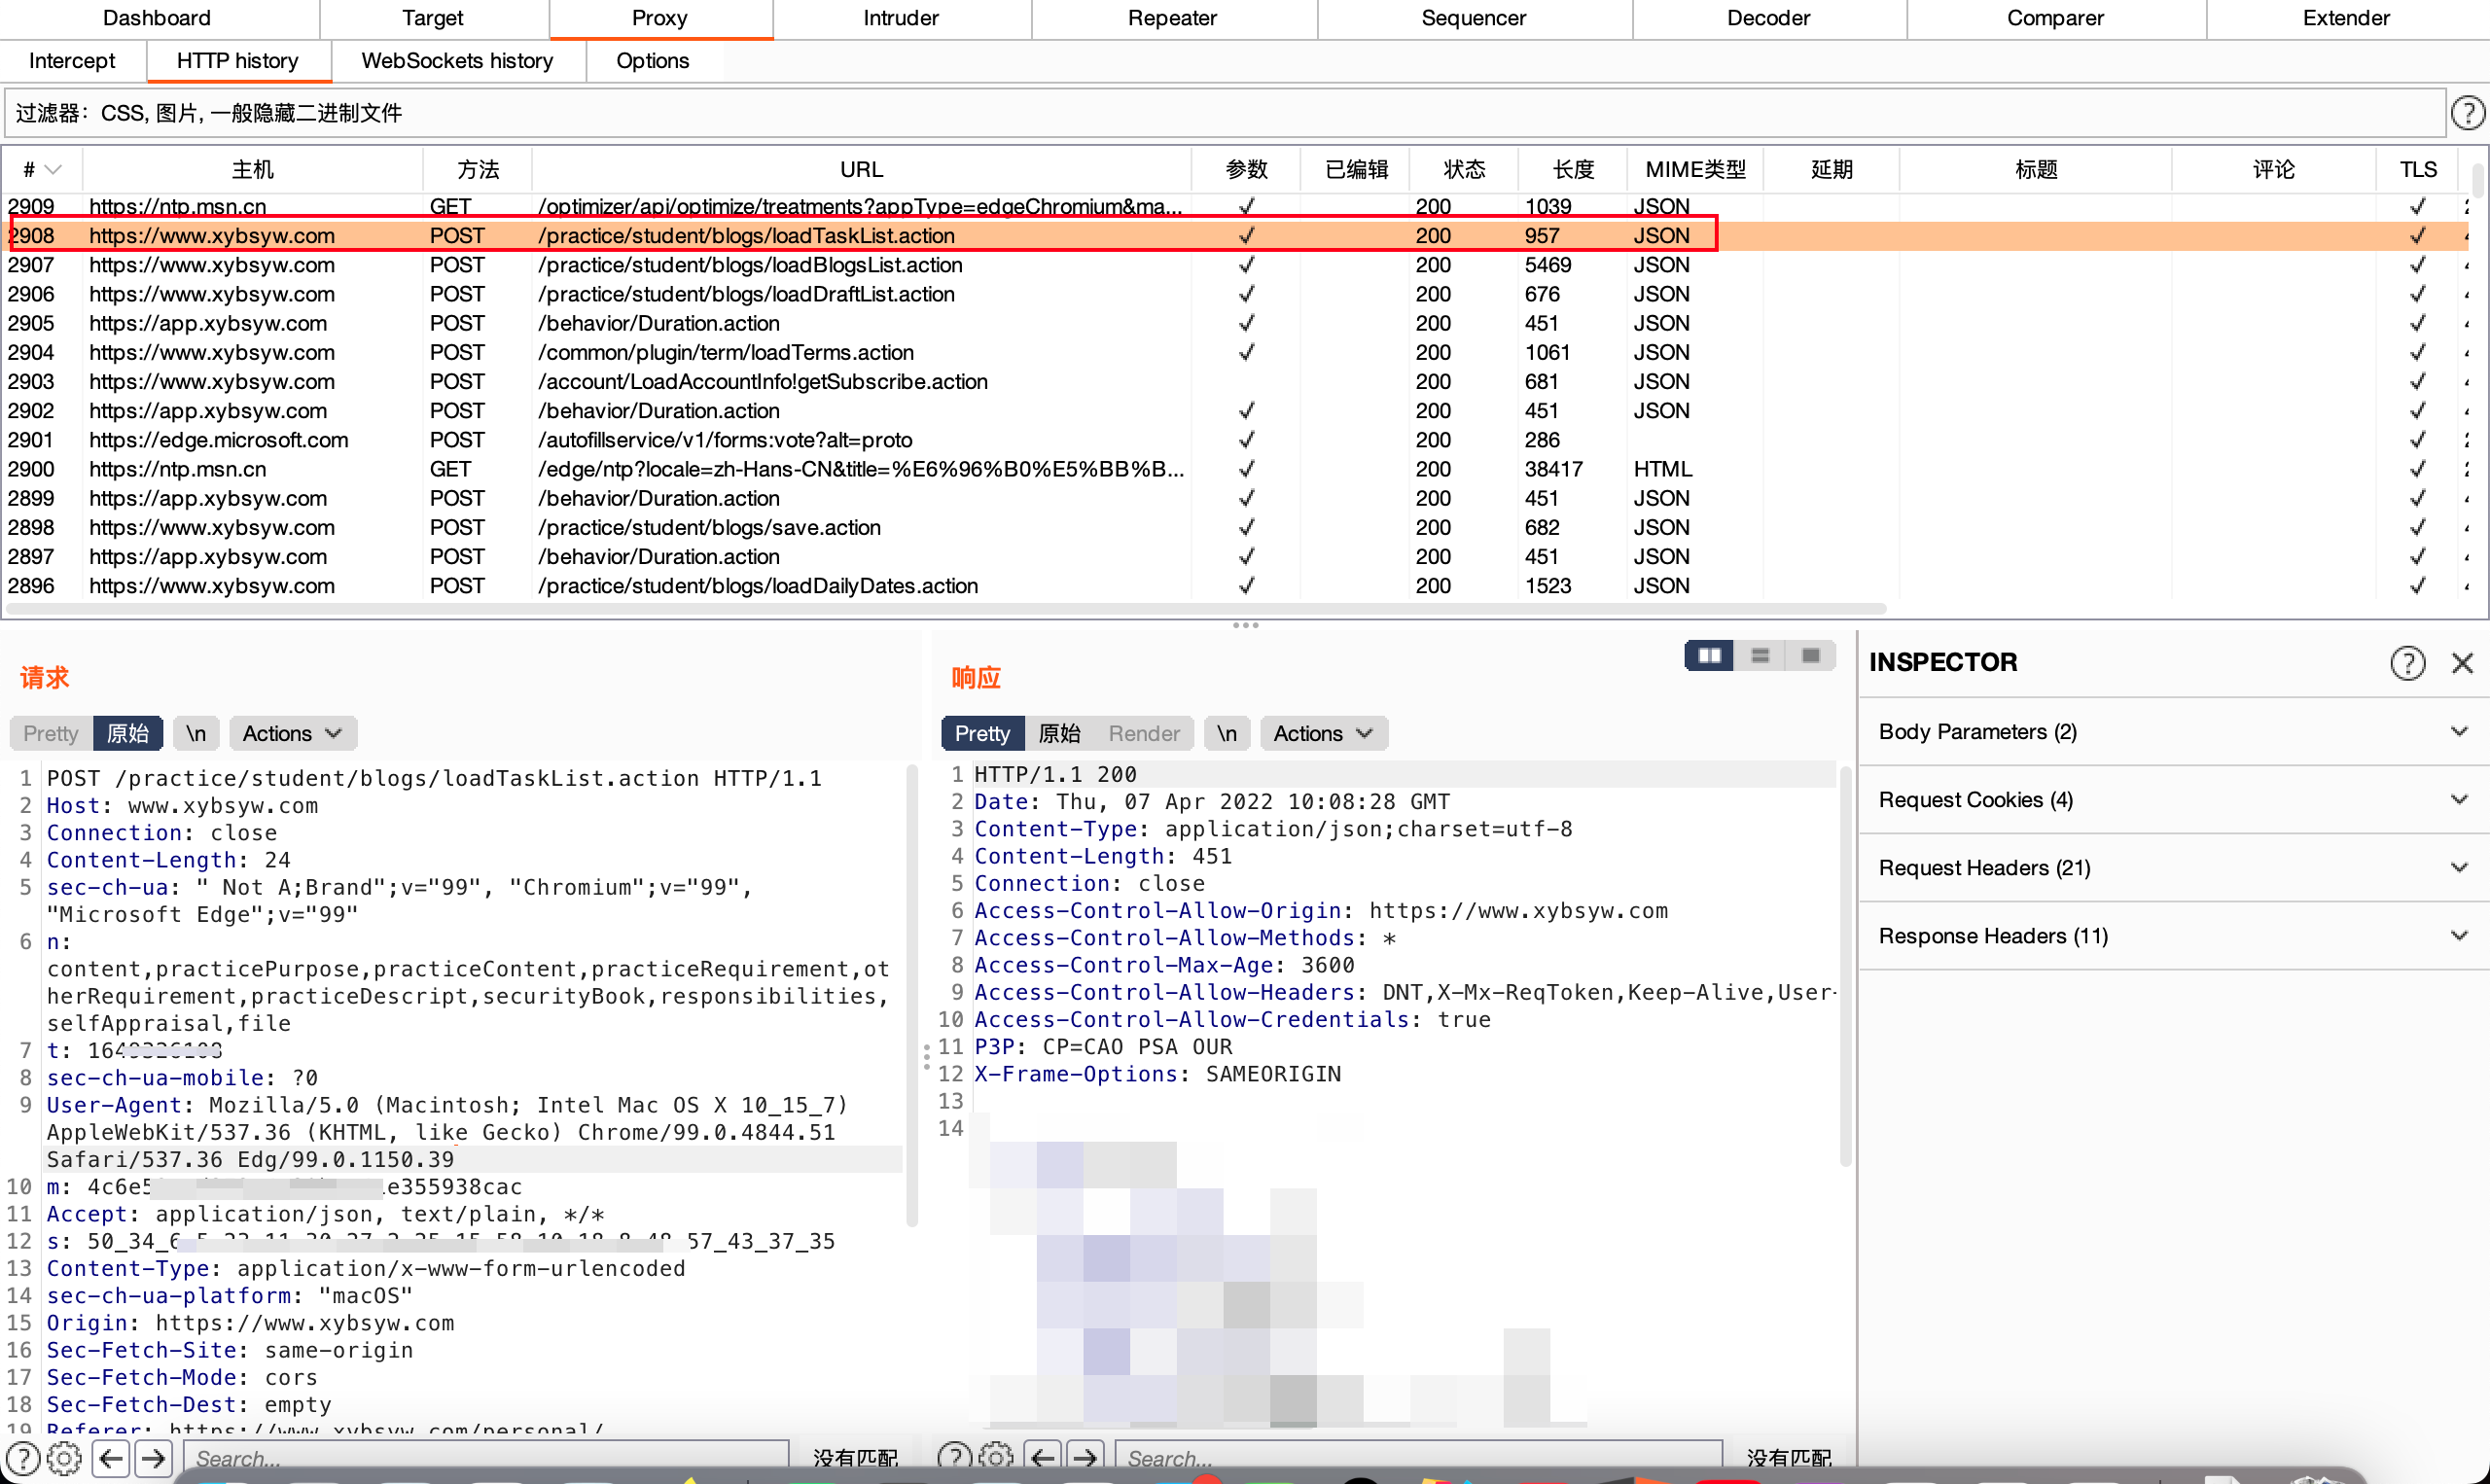 Dashboard Target Proxy Intruder Repeater Sequencer Decoder Comparer Extender
Intercept HTTP history WebSockets history Options
过滤器：CSS, 图片, 一般隐藏二进制文件 ?
# 主机 方法 URL 参数 已编辑 状态 长度 MIME类型 延期 标题 评论 TLS
2909 https://ntp.msn.cn GET /optimizer/api/optimize/treatments?appType=edgeChromium&ma... ✓ 200 1039 JSON ✓
2908 https://www.xybsyw.com POST /practice/student/blogs/loadTaskList.action ✓ 200 957 JSON ✓
2907 https://www.xybsyw.com POST /practice/student/blogs/loadBlogsList.action ✓ 200 5469 JSON ✓
2906 https://www.xybsyw.com POST /practice/student/blogs/loadDraftList.action ✓ 200 676 JSON ✓
2905 https://app.xybsyw.com POST /behavior/Duration.action ✓ 200 451 JSON ✓
2904 https://www.xybsyw.com POST /common/plugin/term/loadTerms.action ✓ 200 1061 JSON ✓
2903 https://www.xybsyw.com POST /account/LoadAccountInfo!getSubscribe.action 200 681 JSON ✓
2902 https://app.xybsyw.com POST /behavior/Duration.action ✓ 200 451 JSON ✓
2901 https://edge.microsoft.com POST /autofillservice/v1/forms:vote?alt=proto ✓ 200 286 ✓
2900 https://ntp.msn.cn GET /edge/ntp?locale=zh-Hans-CN&title=%E6%96%B0%E5%BB%B... ✓ 200 38417 HTML ✓
2899 https://app.xybsyw.com POST /behavior/Duration.action ✓ 200 451 JSON ✓
2898 https://www.xybsyw.com POST /practice/student/blogs/save.action ✓ 200 682 JSON ✓
2897 https://app.xybsyw.com POST /behavior/Duration.action ✓ 200 451 JSON ✓
2896 https://www.xybsyw.com POST /practice/student/blogs/loadDailyDates.action ✓ 200 1523 JSON ✓
请求
Pretty 原始 \n Actions
1 POST /practice/student/blogs/loadTaskList.action HTTP/1.1
2 Host: www.xybsyw.com
3 Connection: close
4 Content-Length: 24
5 sec-ch-ua: " Not A;Brand";v="99", "Chromium";v="99",
"Microsoft Edge";v="99"
6 n:
content,practicePurpose,practiceContent,practiceRequirement,ot
herRequirement,practiceDescript,securityBook,responsibilities,
selfAppraisal,file
7 t:
8 sec-ch-ua-mobile: ?0
9 User-Agent: Mozilla/5.0 (Macintosh; Intel Mac OS X 10_15_7)
AppleWebKit/537.36 (KHTML, like Gecko) Chrome/99.0.4844.51
Safari/537.36 Edg/99.0.1150.39
10 m: 4c6e5 e355938cac
11 Accept: application/json, text/plain, */*
12 s: 50_34_6 57_43_37_35
13 Content-Type: application/x-www-form-urlencoded
14 sec-ch-ua-platform: "macOS"
15 Origin: https://www.xybsyw.com
16 Sec-Fetch-Site: same-origin
17 Sec-Fetch-Mode: cors
18 Sec-Fetch-Dest: empty
19 Referer: https://www.xybsyw.com/personal/
? Search... 没有匹配
响应
Pretty 原始 Render \n Actions
1 HTTP/1.1 200
2 Date: Thu, 07 Apr 2022 10:08:28 GMT
3 Content-Type: application/json;charset=utf-8
4 Content-Length: 451
5 Connection: close
6 Access-Control-Allow-Origin: https://www.xybsyw.com
7 Access-Control-Allow-Methods: *
8 Access-Control-Max-Age: 3600
9 Access-Control-Allow-Headers: DNT,X-Mx-ReqToken,Keep-Alive,User-
10 Access-Control-Allow-Credentials: true
11 P3P: CP=CAO PSA OUR
12 X-Frame-Options: SAMEORIGIN
13
14
? Search... 没有匹配
INSPECTOR ?
Body Parameters (2)
Request Cookies (4)
Request Headers (21)
Response Headers (11)